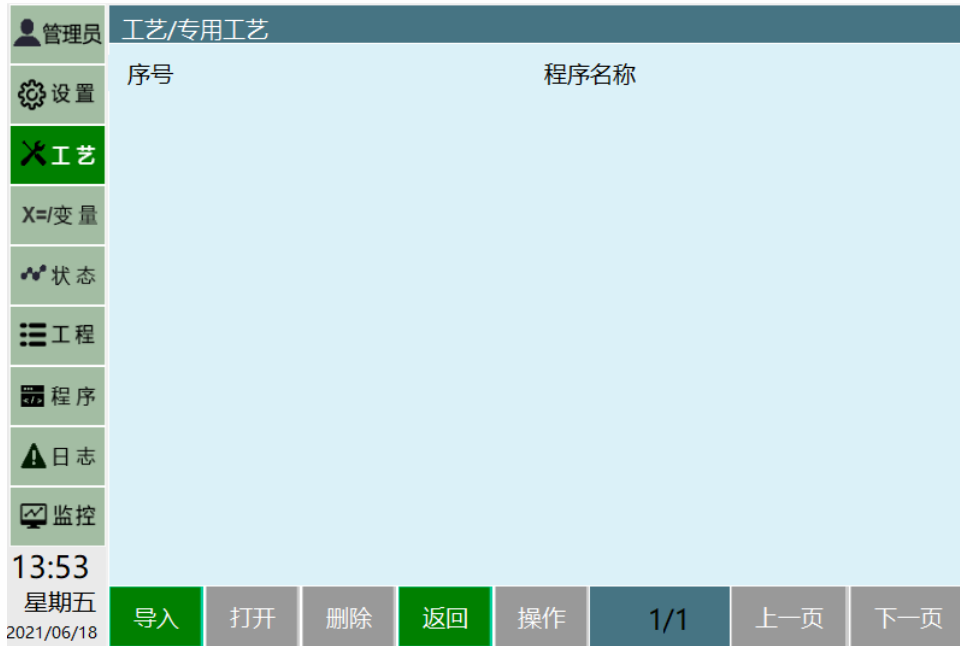 管理员
设置
工艺
X=/变量
状态
工程
程序
日志
监控
13:53
星期五
2021/06/18
工艺/专用工艺
序号 程序名称
导入 打开 删除 返回 操作 1/1 上一页 下一页